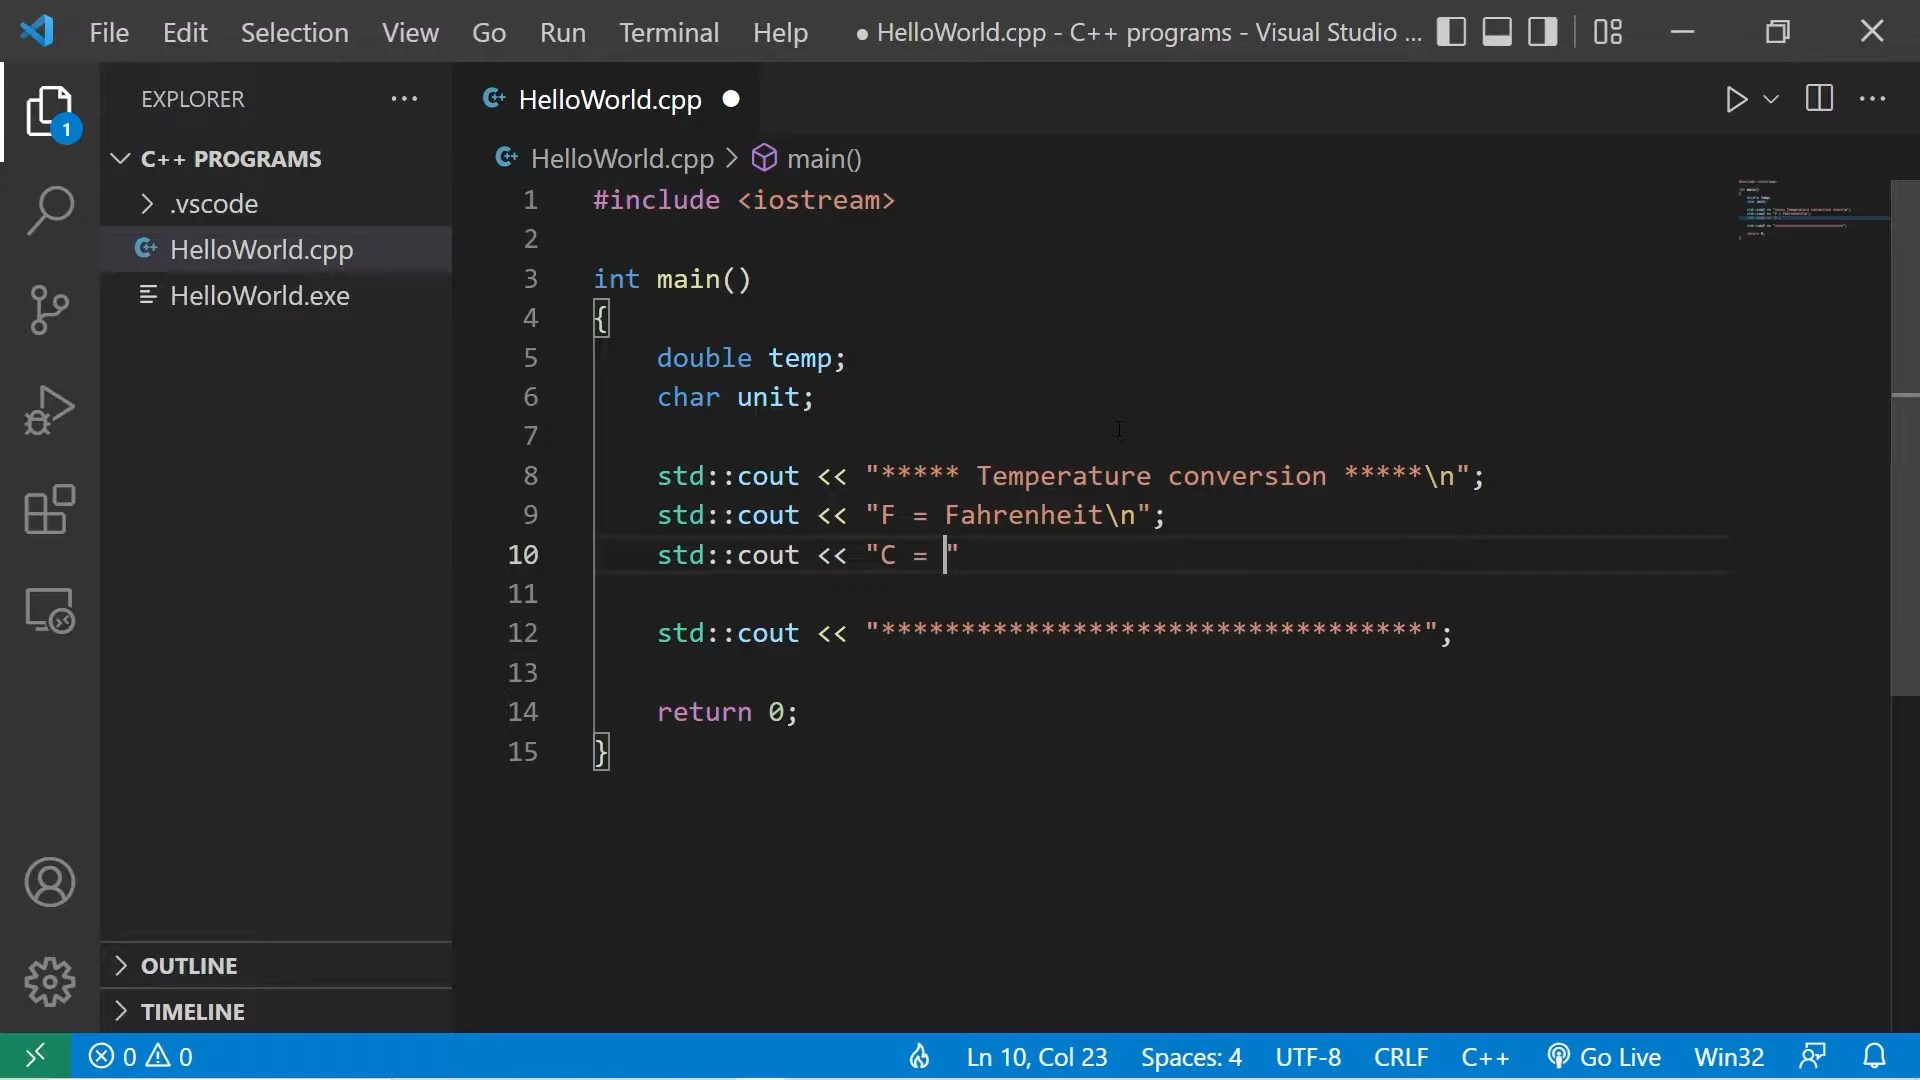 File Edit Selection View Go Run Terminal Help ● HelloWorld.cpp - C++ programs - Visual Studio ...
EXPLORER
1
C++ PROGRAMS
.vscode
HelloWorld.cpp
HelloWorld.exe
OUTLINE
TIMELINE
HelloWorld.cpp ●
HelloWorld.cpp > main()
1 #include <iostream>
2
3 int main()
4 {
5     double temp;
6     char unit;
7
8     std::cout << "***** Temperature conversion *****\n";
9     std::cout << "F = Fahrenheit\n";
10     std::cout << "C = "
11
12     std::cout << "**********************************";
13
14     return 0;
15 }
0 0 Ln 10, Col 23 Spaces: 4 UTF-8 CRLF C++ Go Live Win32